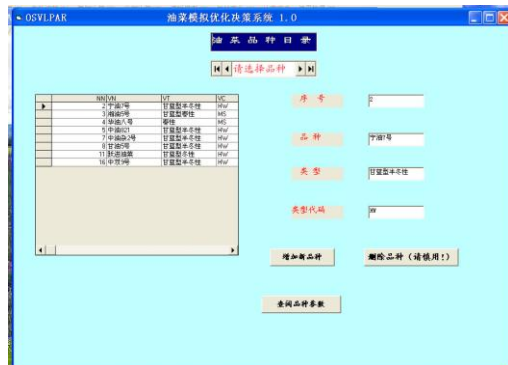 OSVLPAR 油菜模拟优化决策系统 1.0
油 菜 品 种 目 录
请选择品种
NN VN VT VC
2 宁油7号 甘蓝型半冬性 HW
3 湘油5号 甘蓝型春性 MS
4 华油八号 春性 MS
5 中油821 甘蓝型半冬性 HW
7 中油杂2号 甘蓝型半冬性 HW
8 甘油5号 甘蓝型半冬性 HW
11 胜利油菜 甘蓝型冬性 HW
16 中双9号 甘蓝型半冬性 HW
序 号 2
品 种 宁油7号
类 型 甘蓝型半冬性
类型代码 HW
增加新品种 删除品种（请慎用!）
查阅品种参数